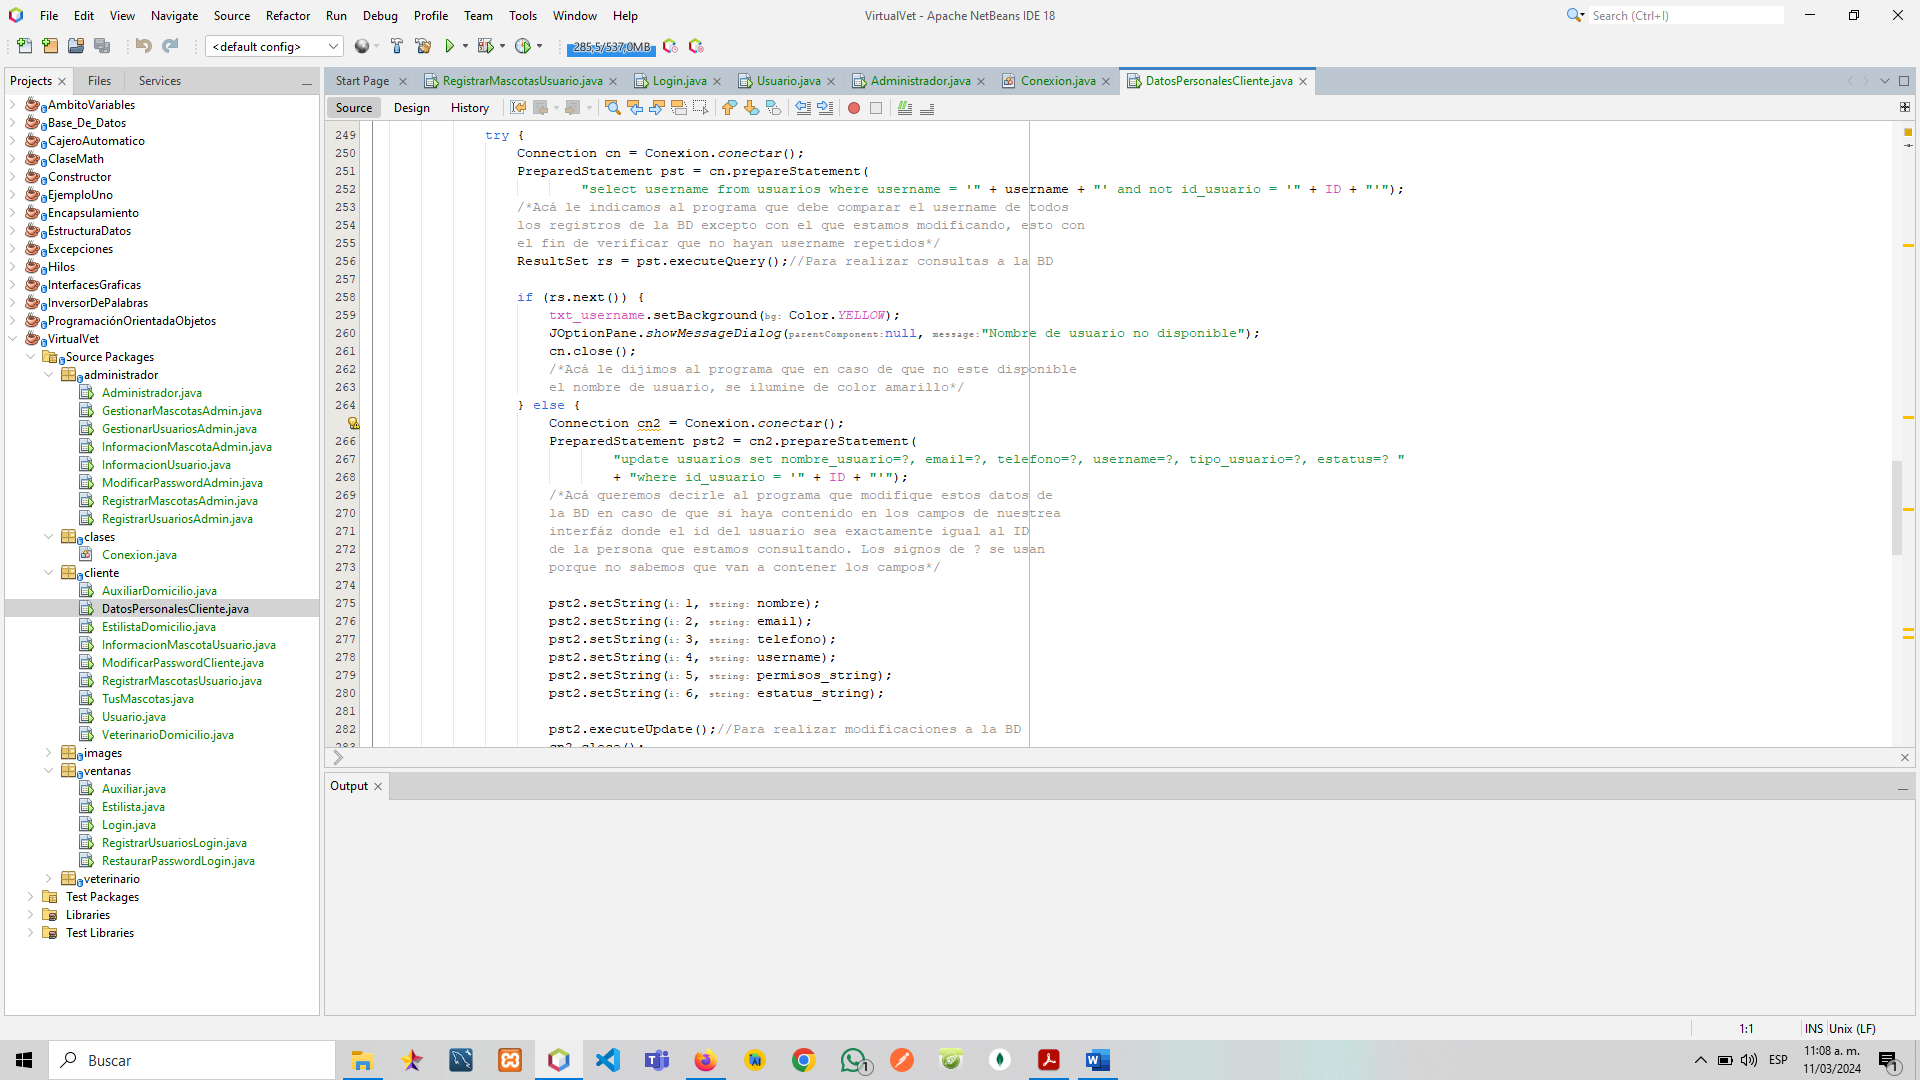 File Edit View Navigate Source Refactor Run Debug Profile Team Tools Window Help
VirtualVet - Apache NetBeans IDE 18
Search (Ctrl+I)
<default config>
285,5/537,0MB
Projects Files Services
AmbitoVariables
Base_De_Datos
CajeroAutomatico
ClaseMath
Constructor
EjemploUno
Encapsulamiento
EstructuraDatos
Excepciones
Hilos
InterfacesGraficas
InversorDePalabras
ProgramaciónOrientadaObjetos
VirtualVet
Source Packages
administrador
Administrador.java
GestionarMascotasAdmin.java
GestionarUsuariosAdmin.java
InformacionMascotaAdmin.java
InformacionUsuario.java
ModificarPasswordAdmin.java
RegistrarMascotasAdmin.java
RegistrarUsuariosAdmin.java
clases
Conexion.java
cliente
AuxiliarDomicilio.java
DatosPersonalesCliente.java
EstilistaDomicilio.java
InformacionMascotaUsuario.java
ModificarPasswordCliente.java
RegistrarMascotasUsuario.java
TusMascotas.java
Usuario.java
VeterinarioDomicilio.java
images
ventanas
Auxiliar.java
Estilista.java
Login.java
RegistrarUsuariosLogin.java
RestaurarPasswordLogin.java
veterinario
Test Packages
Libraries
Test Libraries
Start Page RegistrarMascotasUsuario.java Login.java Usuario.java Administrador.java Conexion.java DatosPersonalesCliente.java
Source Design History
249 try {
250 Connection cn = Conexion.conectar();
251 PreparedStatement pst = cn.prepareStatement(
252 "select username from usuarios where username = '" + username + "' and not id_usuario = '" + ID + "'");
253 /*Acá le indicamos al programa que debe comparar el username de todos
254 los registros de la BD excepto con el que estamos modificando, esto con
255 el fin de verificar que no hayan username repetidos*/
256 ResultSet rs = pst.executeQuery();//Para realizar consultas a la BD
257
258 if (rs.next()) {
259 txt_username.setBackground(bg: Color.YELLOW);
260 JOptionPane.showMessageDialog(parentComponent:null, message:"Nombre de usuario no disponible");
261 cn.close();
262 /*Acá le dijimos al programa que en caso de que no este disponible
263 el nombre de usuario, se ilumine de color amarillo*/
264 } else {
Connection cn2 = Conexion.conectar();
266 PreparedStatement pst2 = cn2.prepareStatement(
267 "update usuarios set nombre_usuario=?, email=?, telefono=?, username=?, tipo_usuario=?, estatus=? "
268 + "where id_usuario = '" + ID + "'");
269 /*Acá queremos decirle al programa que modifique estos datos de
270 la BD en caso de que si haya contenido en los campos de nuestrea
271 interfáz donde el id del usuario sea exactamente igual al ID
272 de la persona que estamos consultando. Los signos de ? se usan
273 porque no sabemos que van a contener los campos*/
274
275 pst2.setString(i: 1, string: nombre);
276 pst2.setString(i: 2, string: email);
277 pst2.setString(i: 3, string: telefono);
278 pst2.setString(i: 4, string: username);
279 pst2.setString(i: 5, string: permisos_string);
280 pst2.setString(i: 6, string: estatus_string);
281
282 pst2.executeUpdate();//Para realizar modificaciones a la BD
283 cn2.close();
Output
1:1 INS Unix (LF)
Buscar
1
ESP
11:08 a. m.
11/03/2024
1